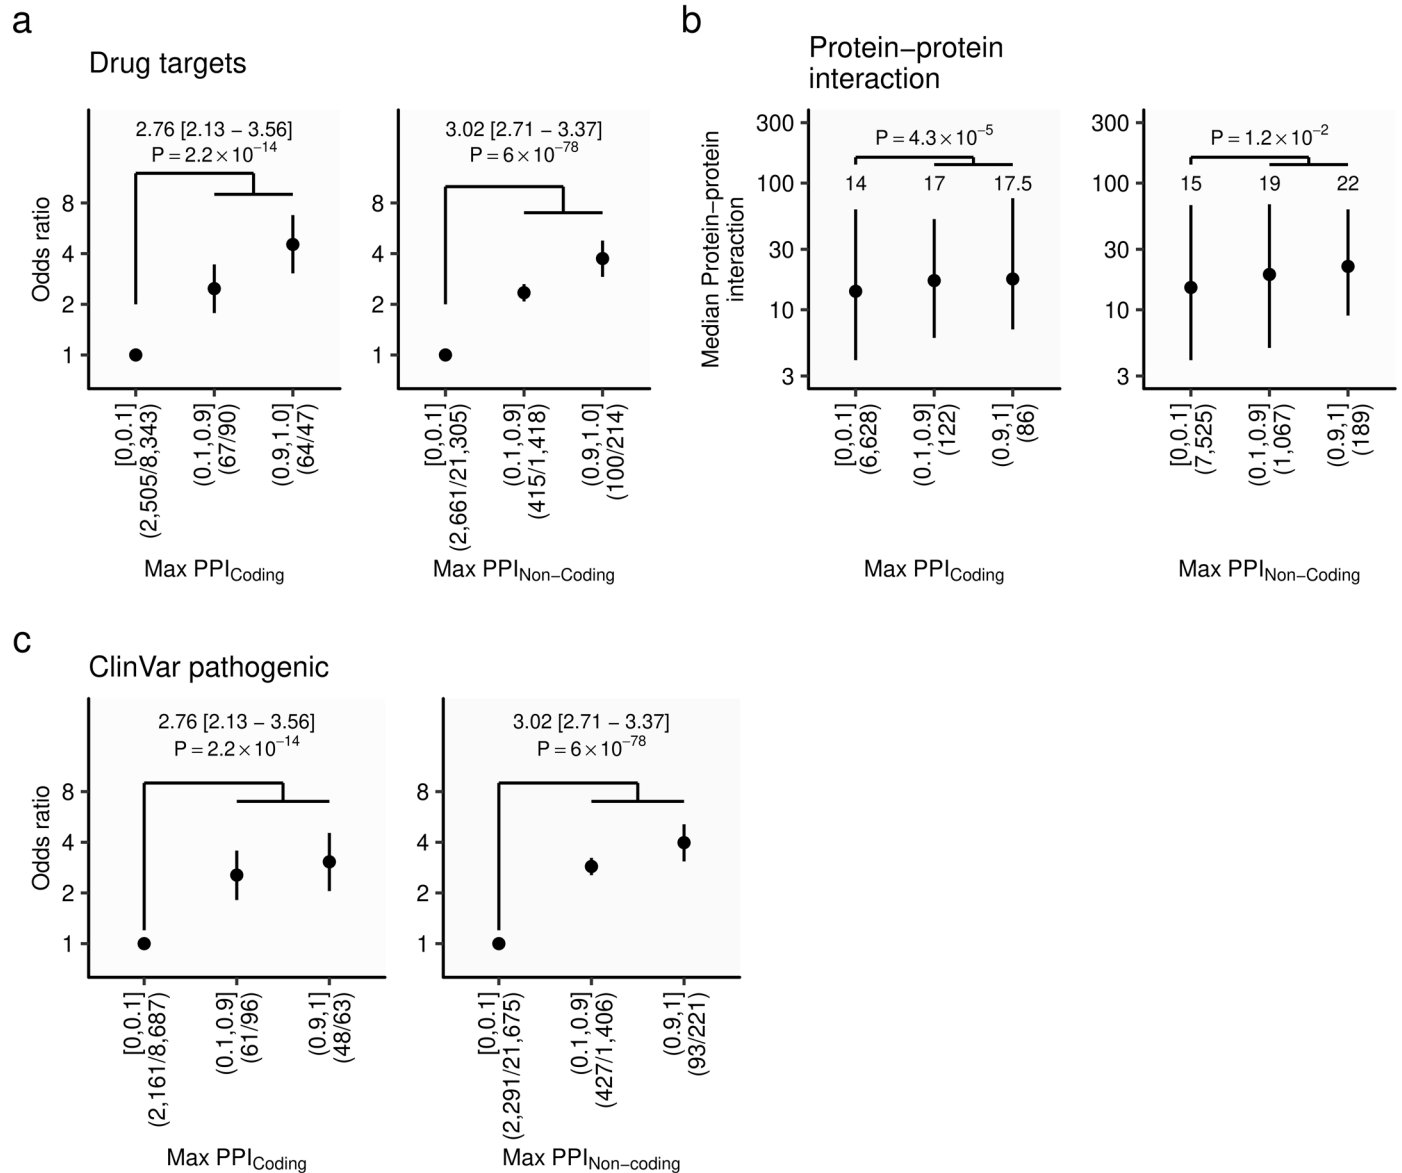 a
Drug targets
Odds ratio
8
4
2
1
2.76 [2.13 − 3.56]
P = 2.2 × 10−14
[0,0.1]
(2,505/8,343)
(0.1,0.9]
(67/90)
(0.9,1.0]
(64/47)
Max PPICoding
8
4
2
1
3.02 [2.71 − 3.37]
P = 6 × 10−78
[0,0.1]
(2,661/21,305)
(0.1,0.9]
(415/1,418)
(0.9,1.0]
(100/214)
Max PPINon−Coding
b
Protein−protein
interaction
Median Protein−protein
interaction
300
100
30
10
3
P = 4.3 × 10−5
14
17
17.5
[0,0.1]
(6,628)
(0.1,0.9]
(122)
(0.9,1]
(86)
Max PPICoding
300
100
30
10
3
P = 1.2 × 10−2
15
19
22
[0,0.1]
(7,525)
(0.1,0.9]
(1,067)
(0.9,1]
(189)
Max PPINon−Coding
c
ClinVar pathogenic
Odds ratio
8
4
2
1
2.76 [2.13 − 3.56]
P = 2.2 × 10−14
[0,0.1]
(2,161/8,687)
(0.1,0.9]
(61/96)
(0.9,1]
(48/63)
Max PPICoding
8
4
2
1
3.02 [2.71 − 3.37]
P = 6 × 10−78
[0,0.1]
(2,291/21,675)
(0.1,0.9]
(427/1,406)
(0.9,1]
(93/221)
Max PPINon−coding